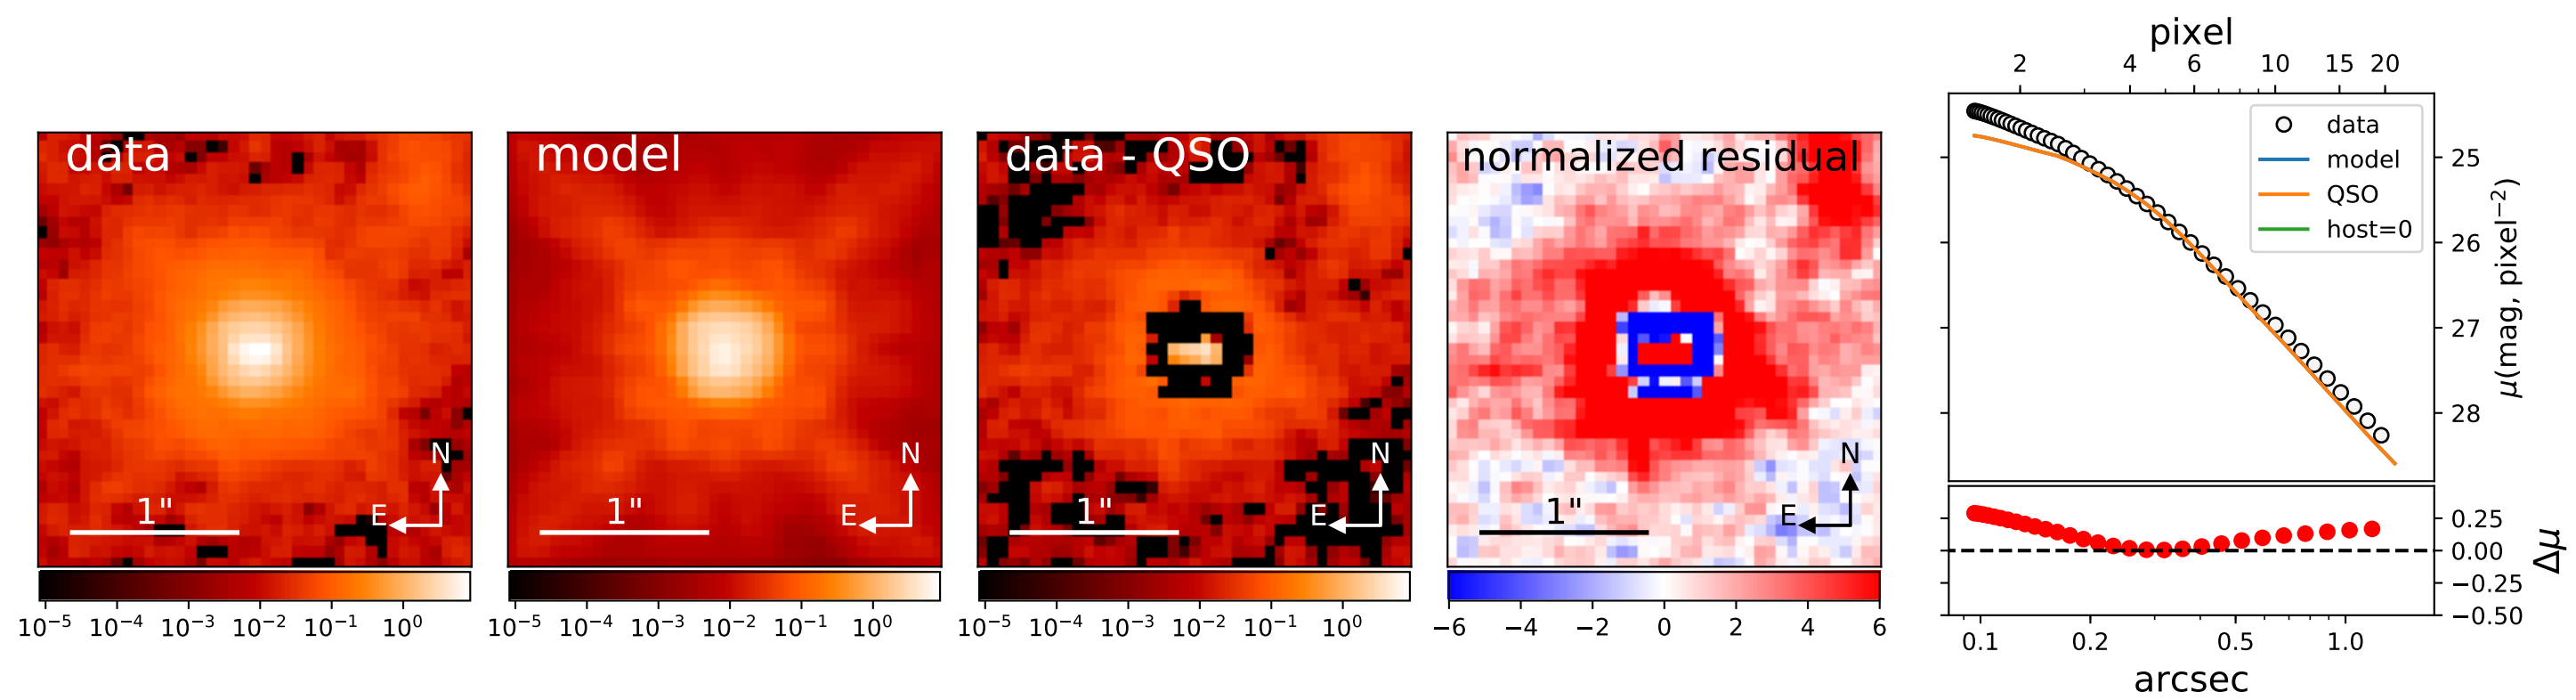 data
N
E
1"
10⁻⁵ 10⁻⁴ 10⁻³ 10⁻² 10⁻¹ 10⁰
model
N
E
1"
10⁻⁵ 10⁻⁴ 10⁻³ 10⁻² 10⁻¹ 10⁰
data - QSO
N
E
1"
10⁻⁵ 10⁻⁴ 10⁻³ 10⁻² 10⁻¹ 10⁰
normalized residual
N
E
1"
−6 −4 −2 0 2 4 6
pixel
2 4 6 10 15 20
data
model
QSO
host=0
25
26
27
28
μ(mag, pixel⁻²)
0.25
0.00
−0.25
−0.50
Δμ
0.1 0.2 0.5 1.0
arcsec